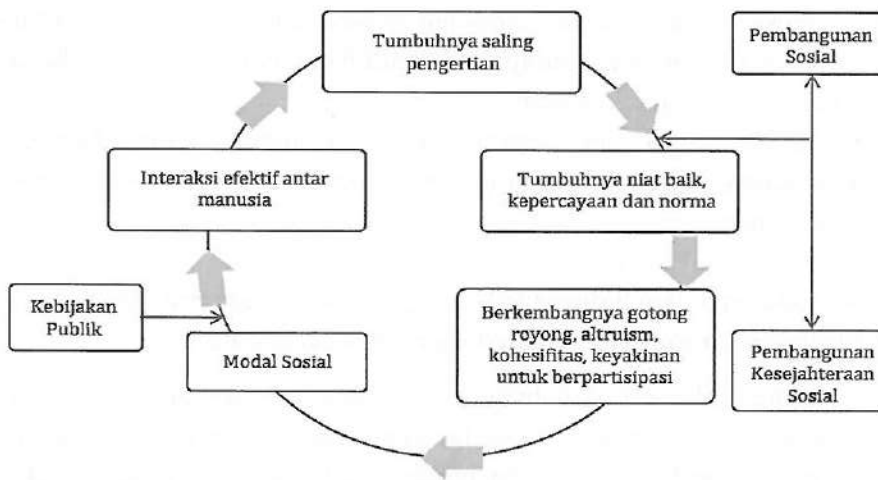 Tumbuhnya saling
pengertian
Pembangunan
Sosial
Interaksi efektif antar
manusia
Tumbuhnya niat baik,
kepercayaan dan norma
Kebijakan
Publik
Modal Sosial
Berkembangnya gotong
royong, altruism,
kohesifitas, keyakinan
untuk berpartisipasi
Pembangunan
Kesejahteraan
Sosial